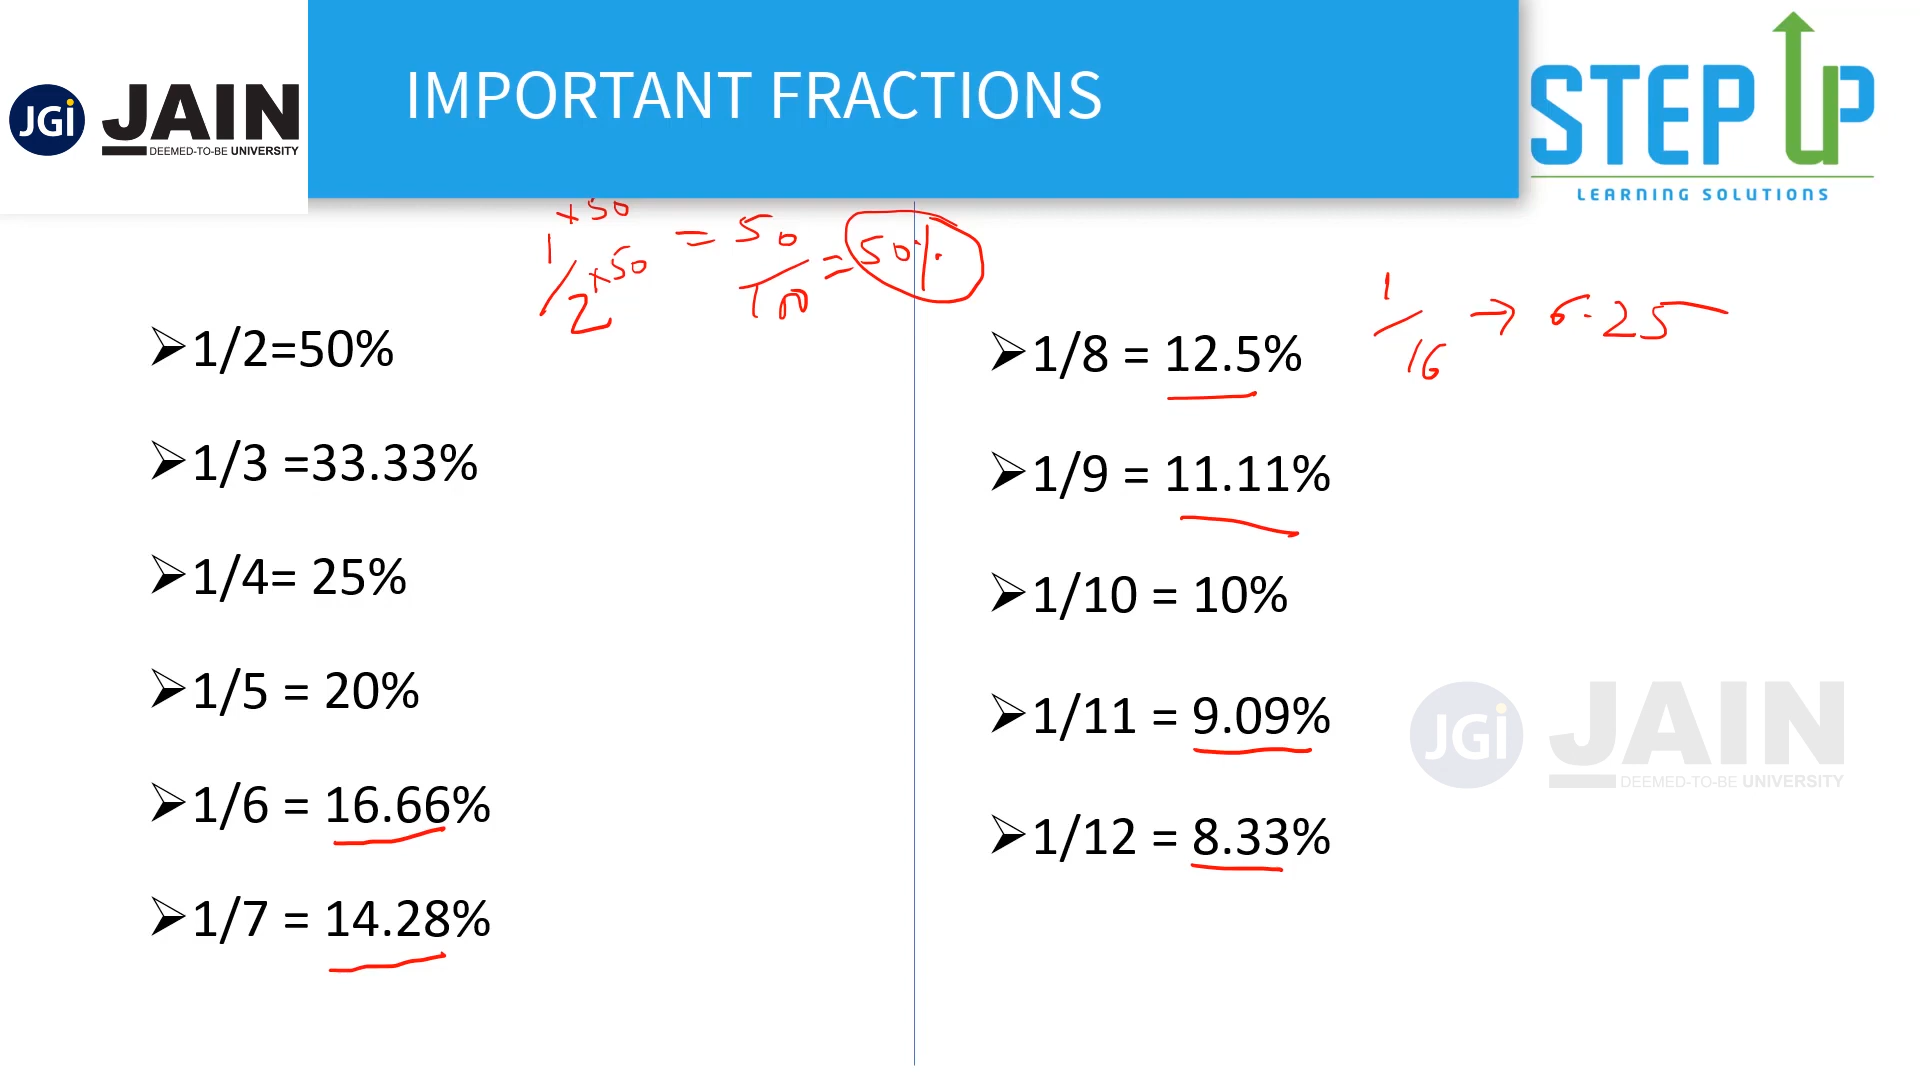 JGi JAIN
DEEMED-TO-BE UNIVERSITY
IMPORTANT FRACTIONS
STEP UP
LEARNING SOLUTIONS
1×50/2×50 = 50/100 = 50%
1/2=50%
1/3 =33.33%
1/4= 25%
1/5 = 20%
1/6 = 16.66%
1/7 = 14.28%
1/16 → 6.25
1/8 = 12.5%
1/9 = 11.11%
1/10 = 10%
1/11 = 9.09%
1/12 = 8.33%
JGi JAIN
DEEMED-TO-BE UNIVERSITY